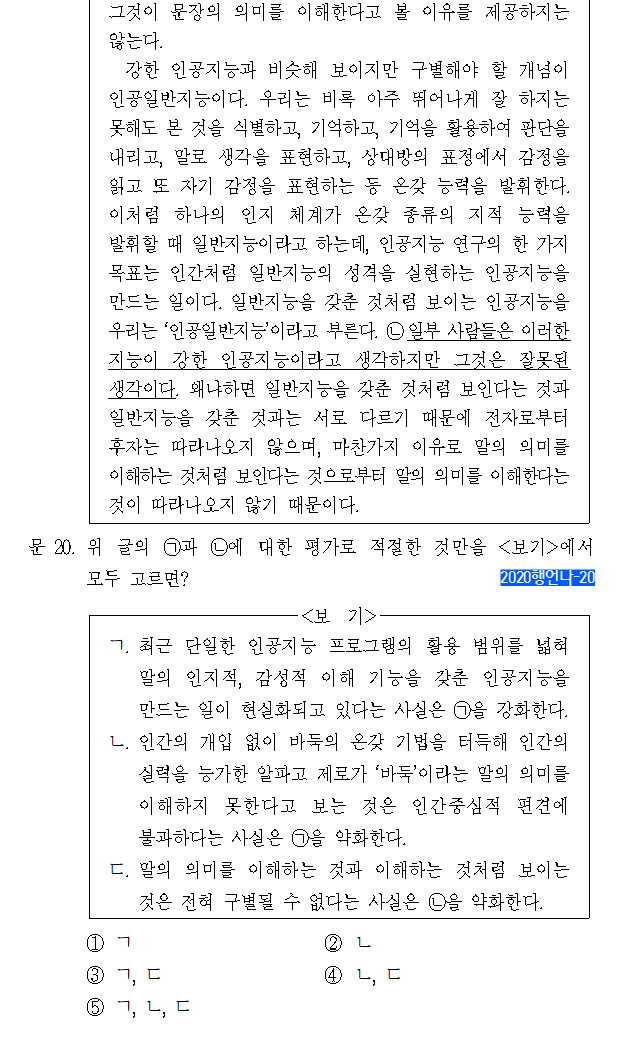 그것이 문장의 의미를 이해한다고 볼 이유를 제공하지는
않는다.
강한 인공지능과 비슷해 보이지만 구별해야 할 개념이
인공일반지능이다. 우리는 비록 아주 뛰어나게 잘 하지는
못해도 본 것을 식별하고, 기억하고, 기억을 활용하여 판단을
내리고, 말로 생각을 표현하고, 상대방의 표정에서 감정을
읽고 또 자기 감정을 표현하는 등 온갖 능력을 발휘한다.
이처럼 하나의 인지 체계가 온갖 종류의 지적 능력을
발휘할 때 일반지능이라고 하는데, 인공지능 연구의 한 가지
목표는 인간처럼 일반지능의 성격을 실현하는 인공지능을
만드는 일이다. 일반지능을 갖춘 것처럼 보이는 인공지능을
우리는 ‘인공일반지능’이라고 부른다. ㉡일부 사람들은 이러한
지능이 강한 인공지능이라고 생각하지만 그것은 잘못된
생각이다. 왜냐하면 일반지능을 갖춘 것처럼 보인다는 것과
일반지능을 갖춘 것과는 서로 다르기 때문에 전자로부터
후자는 따라나오지 않으며, 마찬가지 이유로 말의 의미를
이해하는 것처럼 보인다는 것으로부터 말의 의미를 이해한다는
것이 따라나오지 않기 때문이다.
문 20. 위 글의 ㉠과 ㉡에 대한 평가로 적절한 것만을 <보기>에서
모두 고르면? 2020행언나-20
<보 기>
ㄱ. 최근 단일한 인공지능 프로그램의 활용 범위를 넓혀
말의 인지적, 감성적 이해 기능을 갖춘 인공지능을
만드는 일이 현실화되고 있다는 사실은 ㉠을 강화한다.
ㄴ. 인간의 개입 없이 바둑의 온갖 기법을 터득해 인간의
실력을 능가한 알파고 제로가 ‘바둑’이라는 말의 의미를
이해하지 못한다고 보는 것은 인간중심적 편견에
불과하다는 사실은 ㉠을 약화한다.
ㄷ. 말의 의미를 이해하는 것과 이해하는 것처럼 보이는
것은 전혀 구별될 수 없다는 사실은 ㉡을 약화한다.
① ㄱ ② ㄴ
③ ㄱ, ㄷ ④ ㄴ, ㄷ
⑤ ㄱ, ㄴ, ㄷ